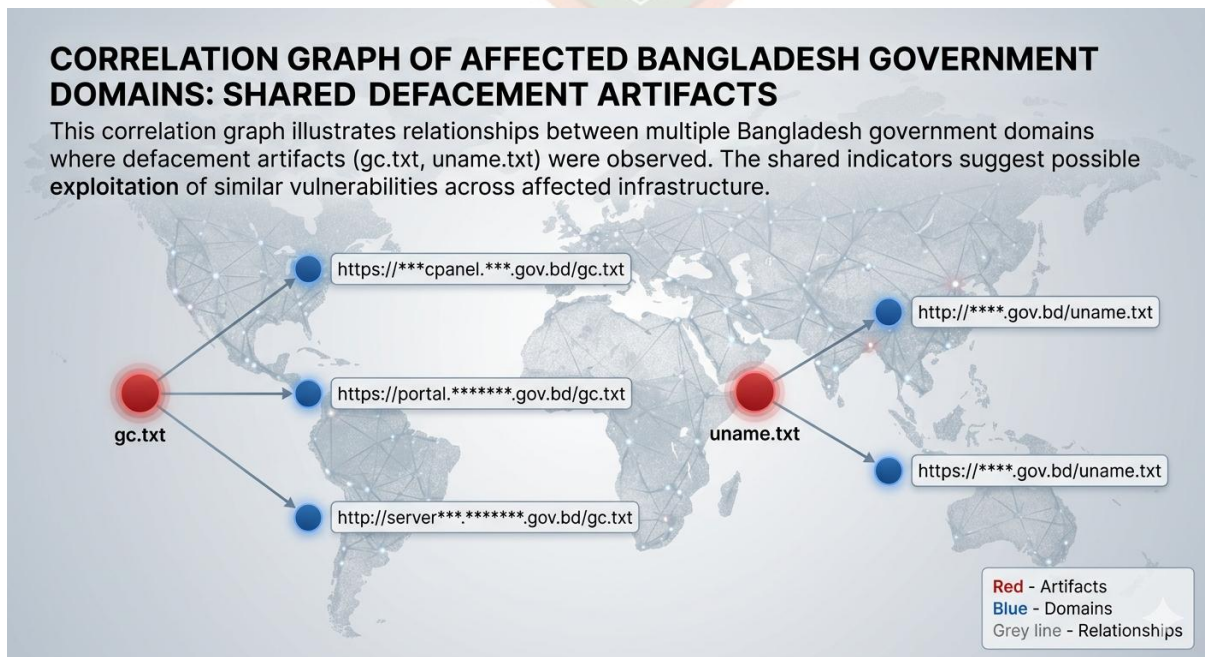 CORRELATION GRAPH OF AFFECTED BANGLADESH GOVERNMENT
DOMAINS: SHARED DEFACEMENT ARTIFACTS
This correlation graph illustrates relationships between multiple Bangladesh government domains
where defacement artifacts (gc.txt, uname.txt) were observed. The shared indicators suggest possible
exploitation of similar vulnerabilities across affected infrastructure.
https://***cpanel.***.gov.bd/gc.txt
https://portal.*******.gov.bd/gc.txt
gc.txt
http://server***.*******.gov.bd/gc.txt
http://****.gov.bd/uname.txt
uname.txt
https://****.gov.bd/uname.txt
Red - Artifacts
Blue - Domains
Grey line - Relationships